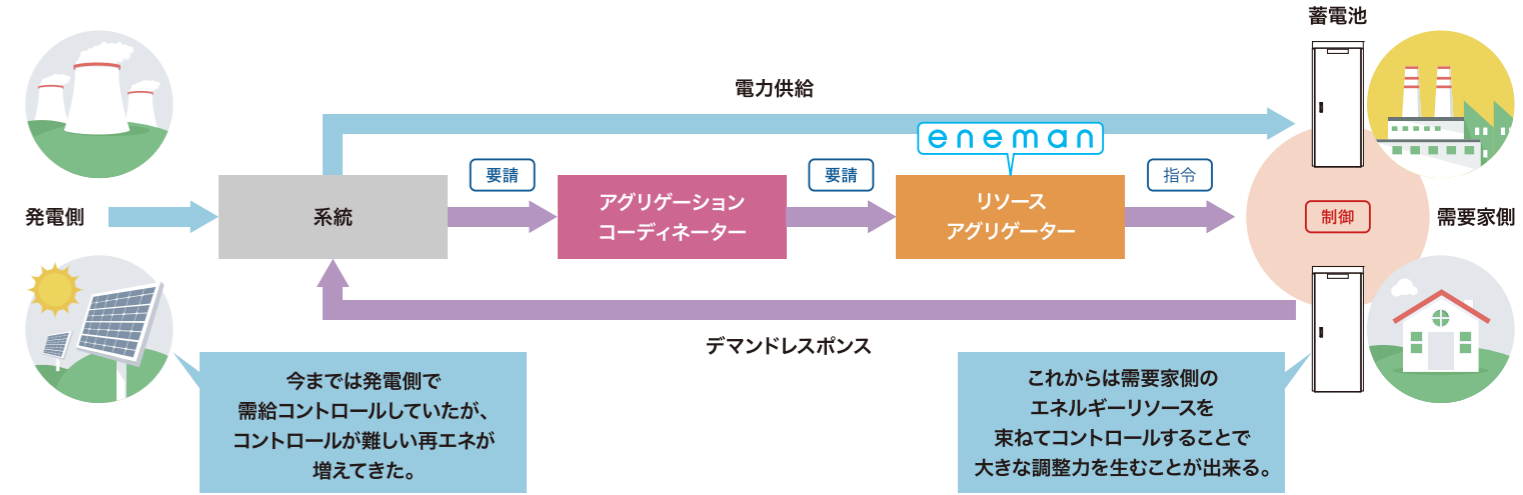 蓄電池
電力供給
eneman
要請
要請
指令
発電側
系統
アグリゲーション
コーディネーター
リソース
アグリゲーター
制御
需要家側
デマンドレスポンス
今までは発電側で
需給コントロールしていたが、
コントロールが難しい再エネが
増えてきた。
これからは需要家側の
エネルギーリソースを
束ねてコントロールすることで
大きな調整力を生むことが出来る。